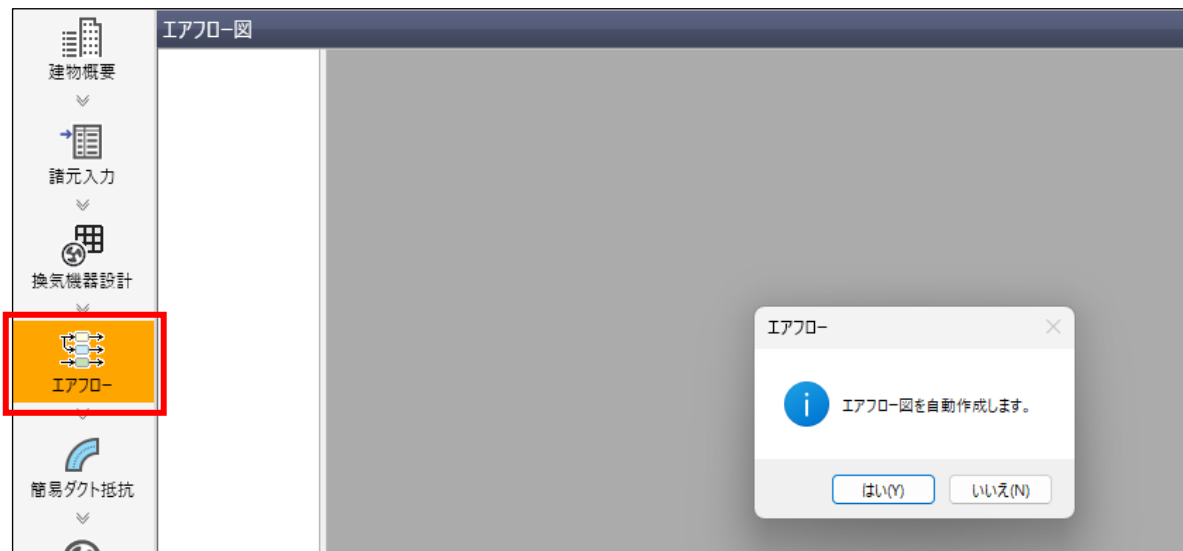 建物概要
諸元入力
換気機器設計
エアフロー
簡易ダクト抵抗
エアフロー図
エアフロー
エアフロー図を自動作成します。
はい(Y)
いいえ(N)